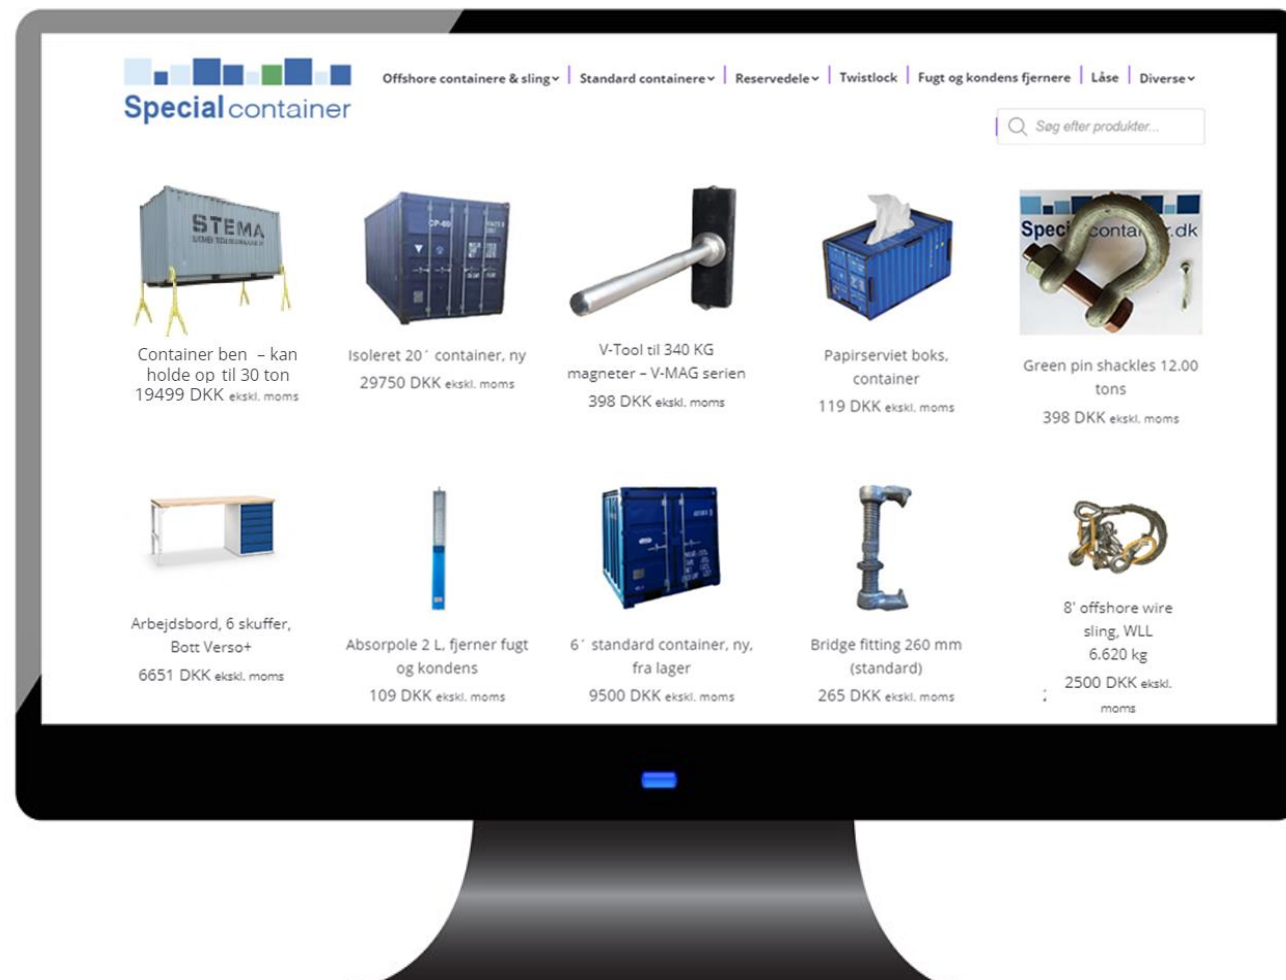 Special container
Offshore containere & sling
Standard containere
Reservedele
Twistlock
Fugt og kondens fjernere
Låse
Diverse
Søg efter produkter...
STEMA
Container ben – kan
holde op til 30 ton
19499 DKK ekskl. moms
Isoleret 20´ container, ny
29750 DKK ekskl. moms
V-Tool til 340 KG
magneter – V-MAG serien
398 DKK ekskl. moms
Papirserviet boks,
container
119 DKK ekskl. moms
Green pin shackles 12.00
tons
398 DKK ekskl. moms
Arbejdsbord, 6 skuffer,
Bott Verso+
6651 DKK ekskl. moms
Absorpole 2 L, fjerner fugt
og kondens
109 DKK ekskl. moms
6´ standard container, ny,
fra lager
9500 DKK ekskl. moms
Bridge fitting 260 mm
(standard)
265 DKK ekskl. moms
8' offshore wire
sling, WLL
6.620 kg
2500 DKK ekskl.
moms